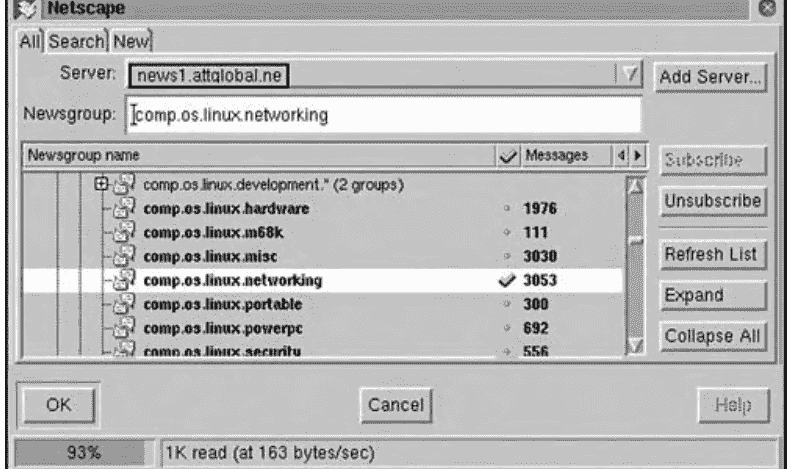 Netscape
All Search New
Server: news1.attglobal.ne Add Server...
Newsgroup: comp.os.linux.networking
Newsgroup name Messages
Subscribe
comp.os.linux.development.* (2 groups)
comp.os.linux.hardware 1976
Unsubscribe
comp.os.linux.m68k 111
comp.os.linux.misc 3030
Refresh List
comp.os.linux.networking 3053
comp.os.linux.portable 300
Expand
comp.os.linux.powerpc 692
Collapse All
comp.os.linux.security 556
OK Cancel Help
93% 1K read (at 163 bytes/sec)